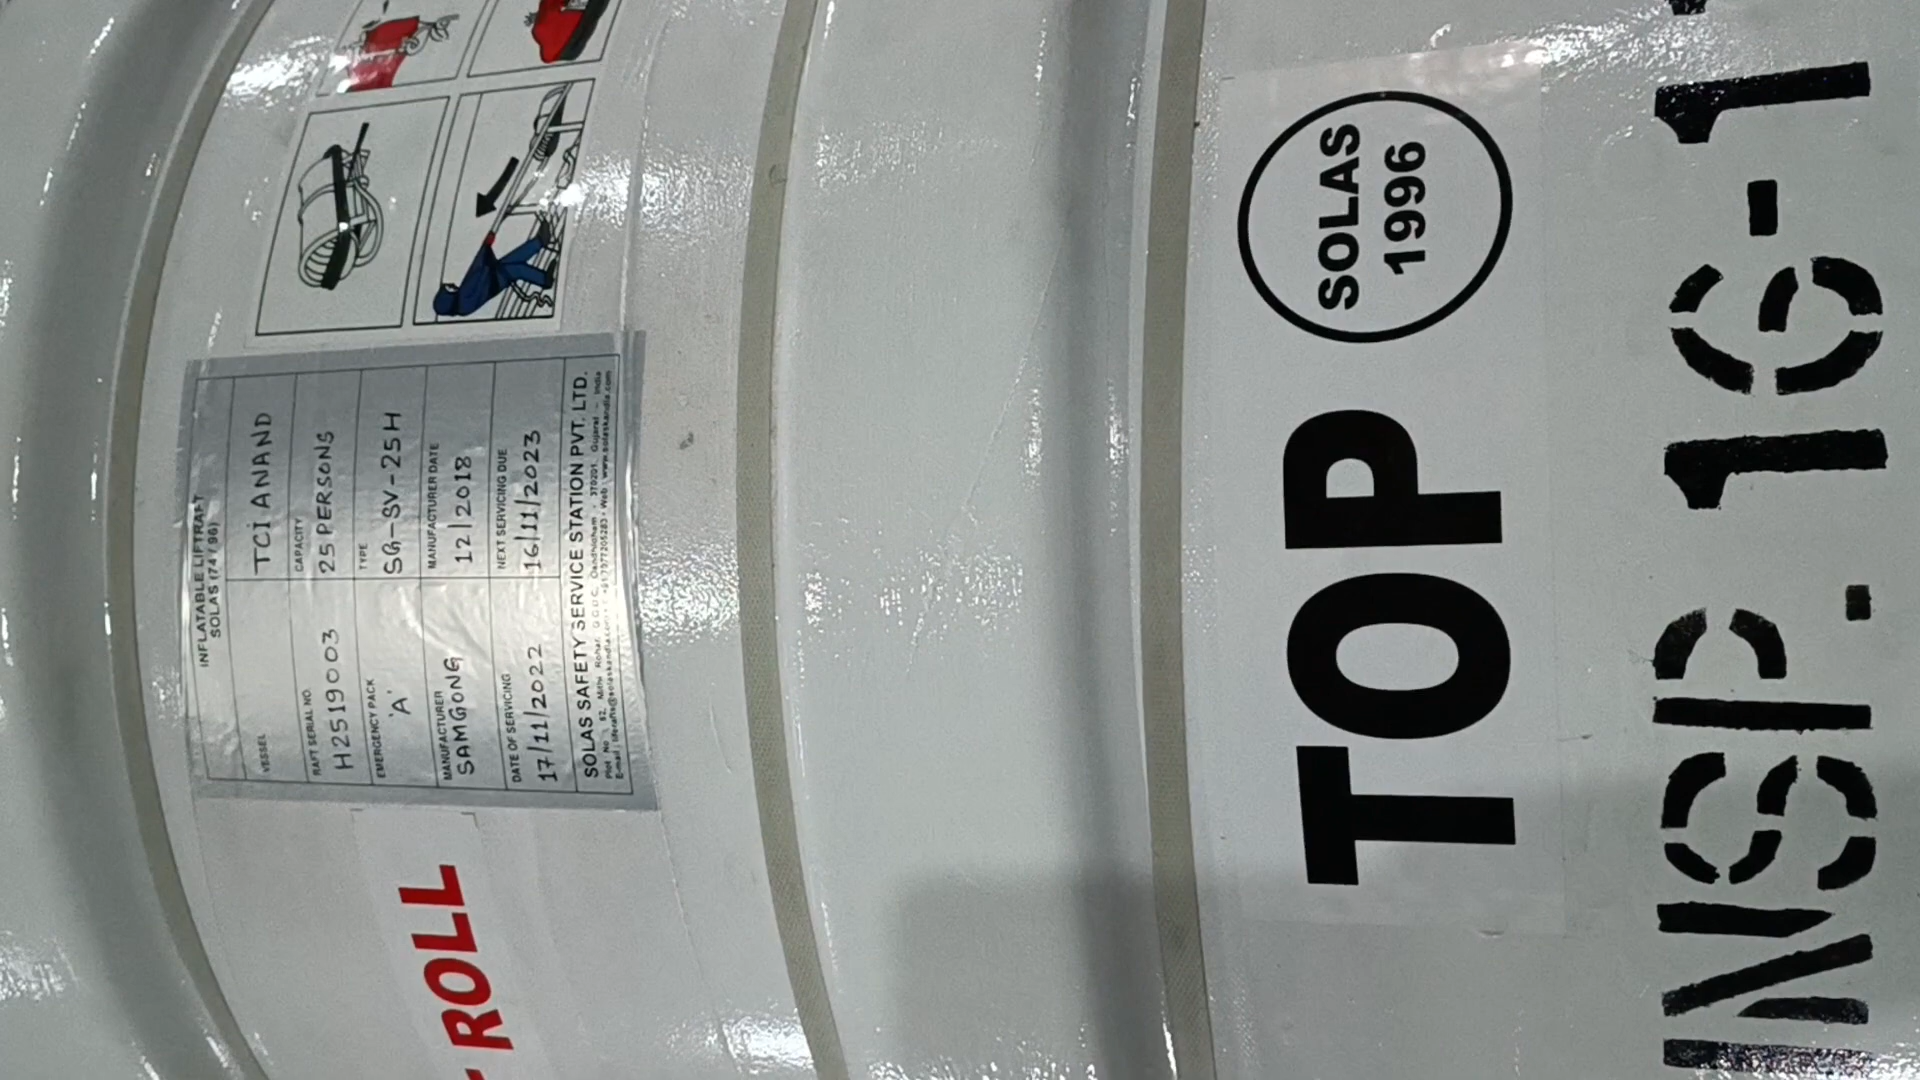 INFLATABLE LIFTRAFT
SOLAS (74 / 96)
VESSEL TCI ANAND
RAFT SERIAL NO. CAPACITY
H2519003 25 PERSONS
EMERGENCY PACK TYPE
'A' SG-SV-25H
MANUFACTURER MANUFACTURER DATE
SAMGONG 12/2018
DATE OF SERVICING NEXT SERVICING DUE
17/11/2022 16/11/2023
SOLAS SAFETY SERVICE STATION PVT. LTD.
ROLL
TOP
SOLAS
1996
INSP. 16-1